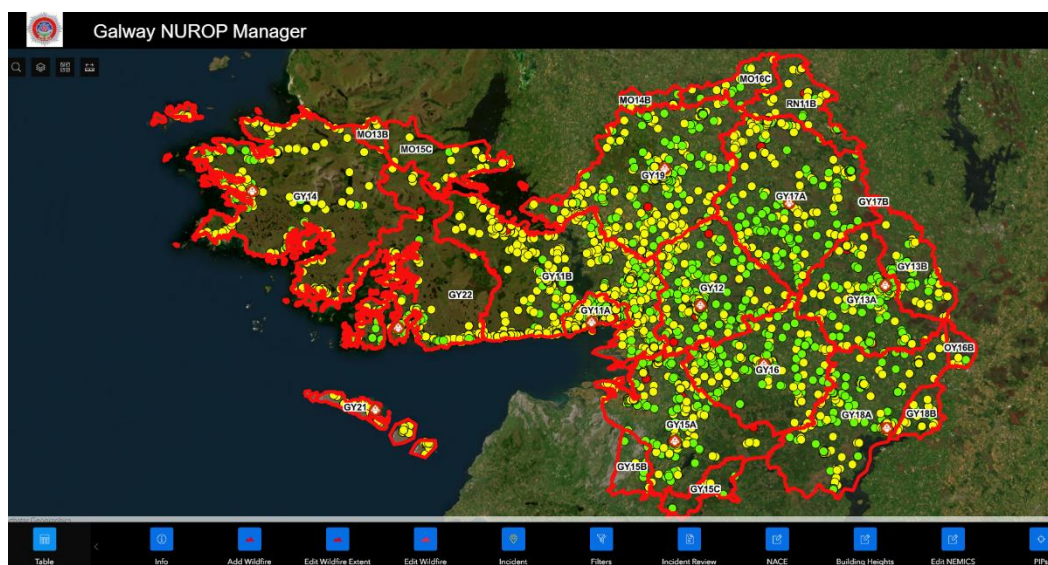 Galway NUROP Manager
MO16C
MO14B
RN11B
MO13B
MO15C
GY19
GY14
GY17A
GY17B
GY13B
GY11B
GY22
GY12
GY13A
GY11A
OY16B
GY16
GY21
GY18A
GY18B
GY15A
GY15B
GY15C
Table
Info
Add Wildfire
Edit Wildfire Extent
Edit Wildfire
Incident
Filters
Incident Review
NACE
Building Heights
Edit NEMICS
PIPs